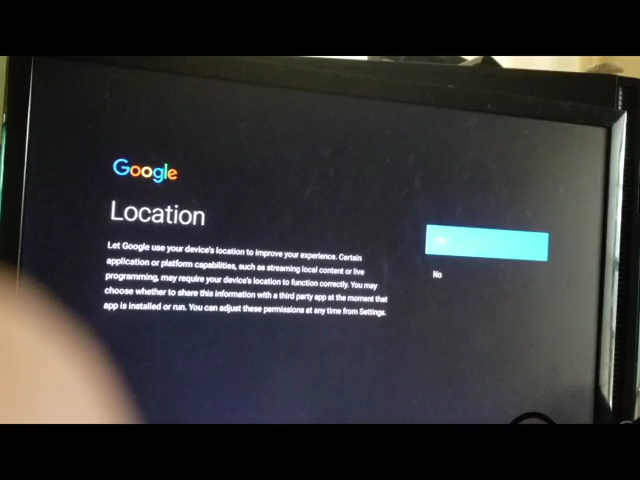 Google
Location
Let Google use your device's location to improve your experience. Certain
application or platform capabilities, such as streaming local content or live
programming, may require your device's location to function correctly. You may
choose whether to share this information with a third party app at the moment that
app is installed or run. You can adjust these permissions at any time from Settings.
No